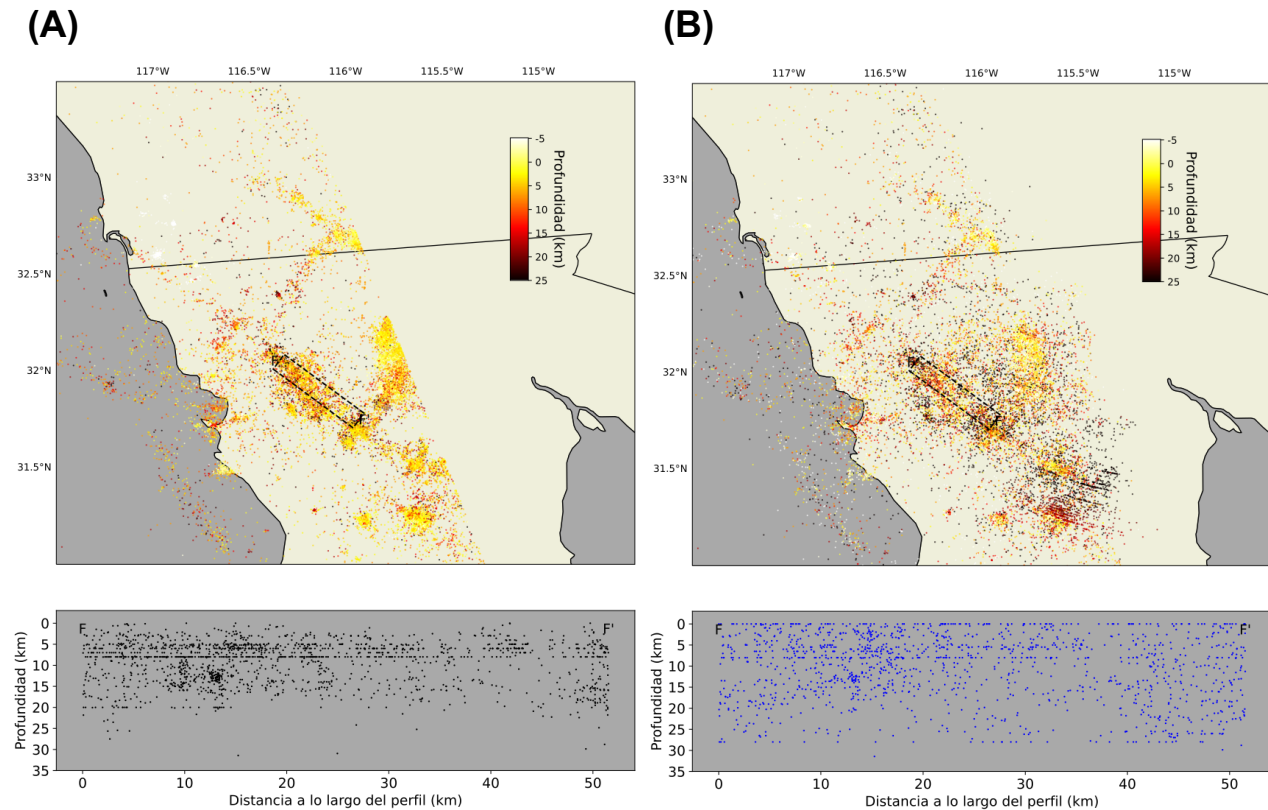 (A)
(B)
117°W 116.5°W 116°W 115.5°W 115°W
117°W 116.5°W 116°W 115.5°W 115°W
33°N
32.5°N
32°N
31.5°N
33°N
32.5°N
32°N
31.5°N
-5
0
5
10
15
20
25
Profundidad (km)
-5
0
5
10
15
20
25
Profundidad (km)
F'
F
F
F'
0
5
10
15
20
25
30
35
Profundidad (km)
0 10 20 30 40 50
Distancia a lo largo del perfil (km)
F
F'
0
5
10
15
20
25
30
35
Profundidad (km)
0 10 20 30 40 50
Distancia a lo largo del perfil (km)